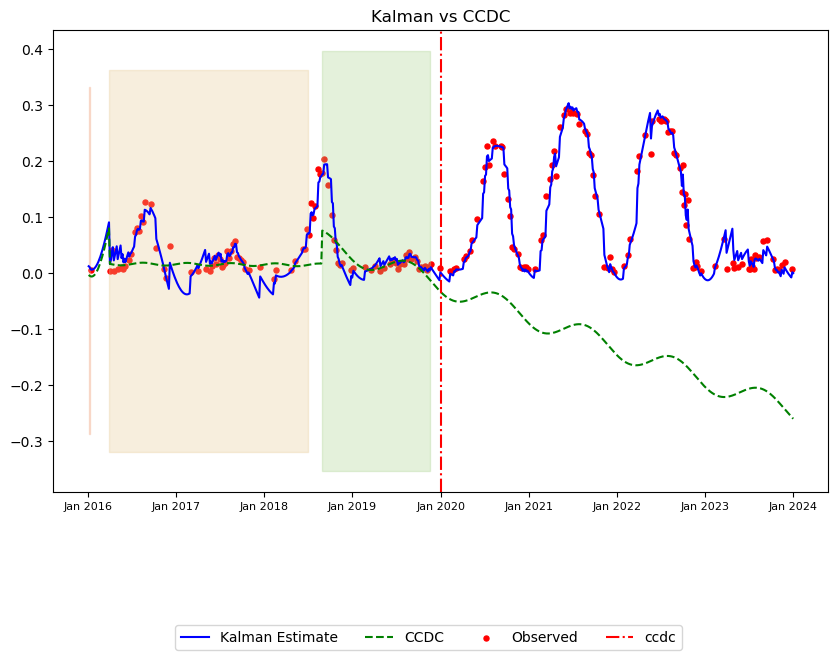 Kalman vs CCDC
0.4
0.3
0.2
0.1
0.0
−0.1
−0.2
−0.3
Jan 2016 Jan 2017 Jan 2018 Jan 2019 Jan 2020 Jan 2021 Jan 2022 Jan 2023 Jan 2024
Kalman Estimate CCDC Observed ccdc